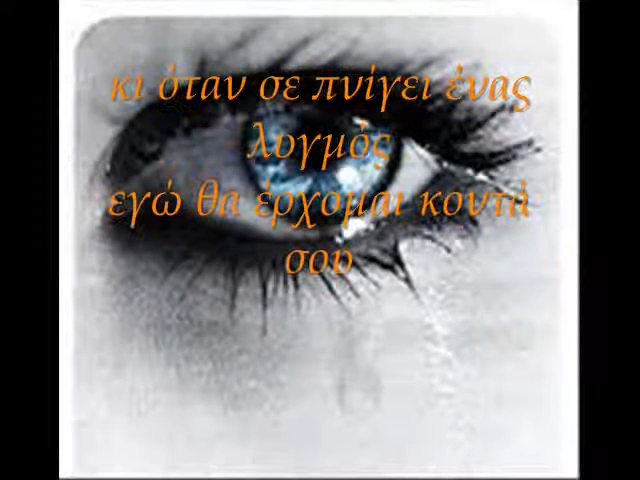 κι όταν σε πνίγει ένας
λυγμός
εγώ θα έρχομαι κοντά
σου